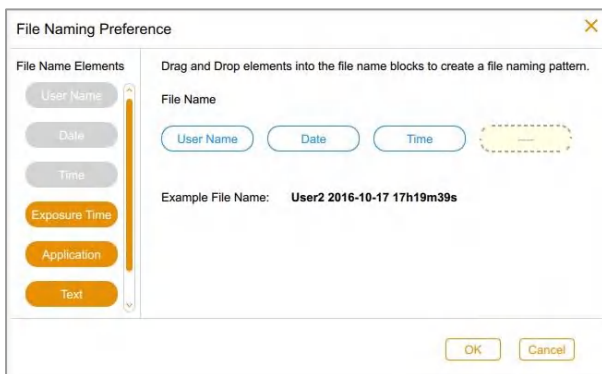 File Naming Preference
File Name Elements
Drag and Drop elements into the file name blocks to create a file naming pattern.
User Name
File Name
Date
User Name Date Time
Time
Example File Name: User2 2016-10-17 17h19m39s
Exposure Time
Application
Text
OK Cancel